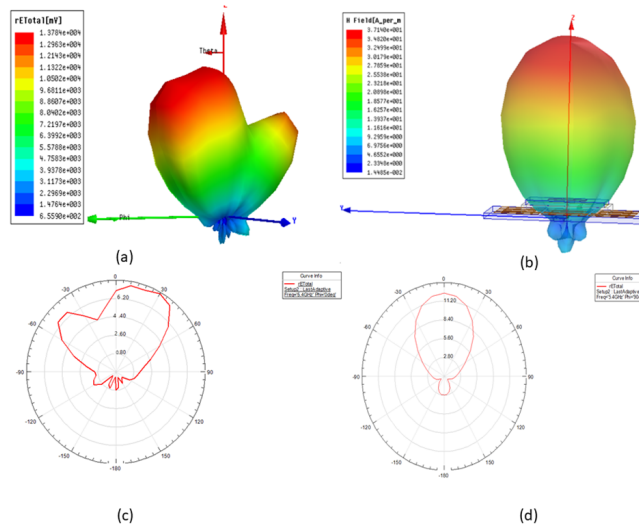 rETotal[mV]
1.3784e+004
1.2963e+004
1.2143e+004
1.1322e+004
1.0502e+004
9.6811e+003
8.8607e+003
8.0402e+003
7.2197e+003
6.3992e+003
5.5788e+003
4.7583e+003
3.9378e+003
3.1173e+003
2.2969e+003
1.4764e+003
6.5590e+002
Theta
Phi
Y
(a)
H Field[A_per_m
3.7140e+001
3.4820e+001
3.2499e+001
3.0179e+001
2.7859e+001
2.5538e+001
2.3218e+001
2.0898e+001
1.8577e+001
1.6257e+001
1.3937e+001
1.1616e+001
9.2959e+000
6.9756e+000
4.6552e+000
2.3348e+000
1.4485e-002
Z
Y
(b)
0
-30
30
-60
60
-90
90
-120
120
-150
150
-180
6.20
4.40
2.60
0.80
Curve Info
rETotal
Setup2 : LastAdaptive
(c)
0
-30
30
-60
60
-90
90
-120
120
-150
150
-180
11.20
8.40
5.60
2.80
Curve Info
rETotal
Setup2 : LastAdaptive
(d)